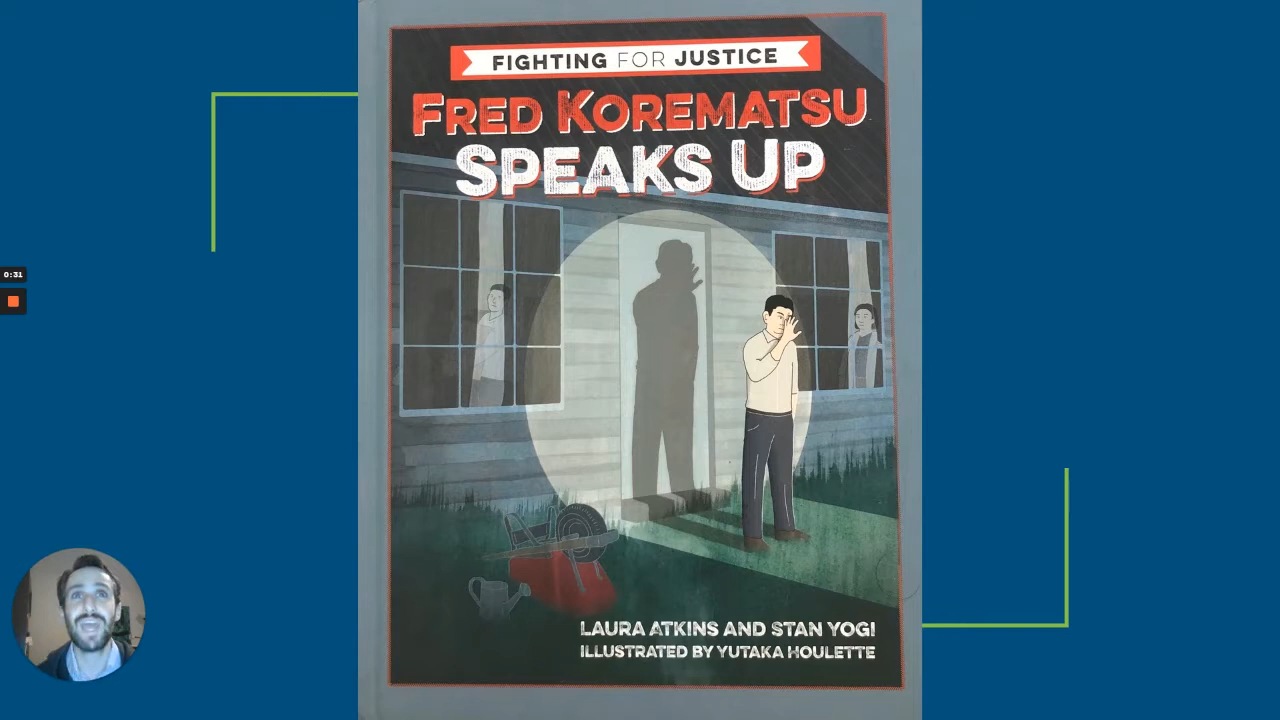 FIGHTING FOR JUSTICE
FRED KOREMATSU
SPEAKS UP
0:31
LAURA ATKINS AND STAN YOGI
ILLUSTRATED BY YUTAKA HOULETTE